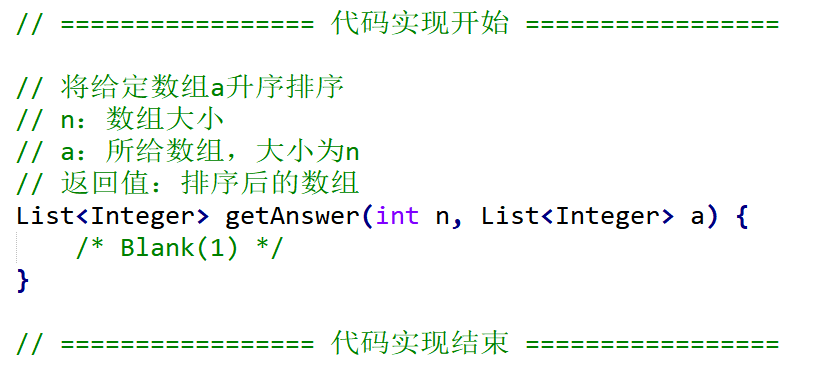 // ================= 代码实现开始 =================
// 将给定数组a升序排序
// n：数组大小
// a：所给数组，大小为n
// 返回值：排序后的数组
List<Integer> getAnswer(int n, List<Integer> a) {
/* Blank(1) */
}
// ================= 代码实现结束 =================